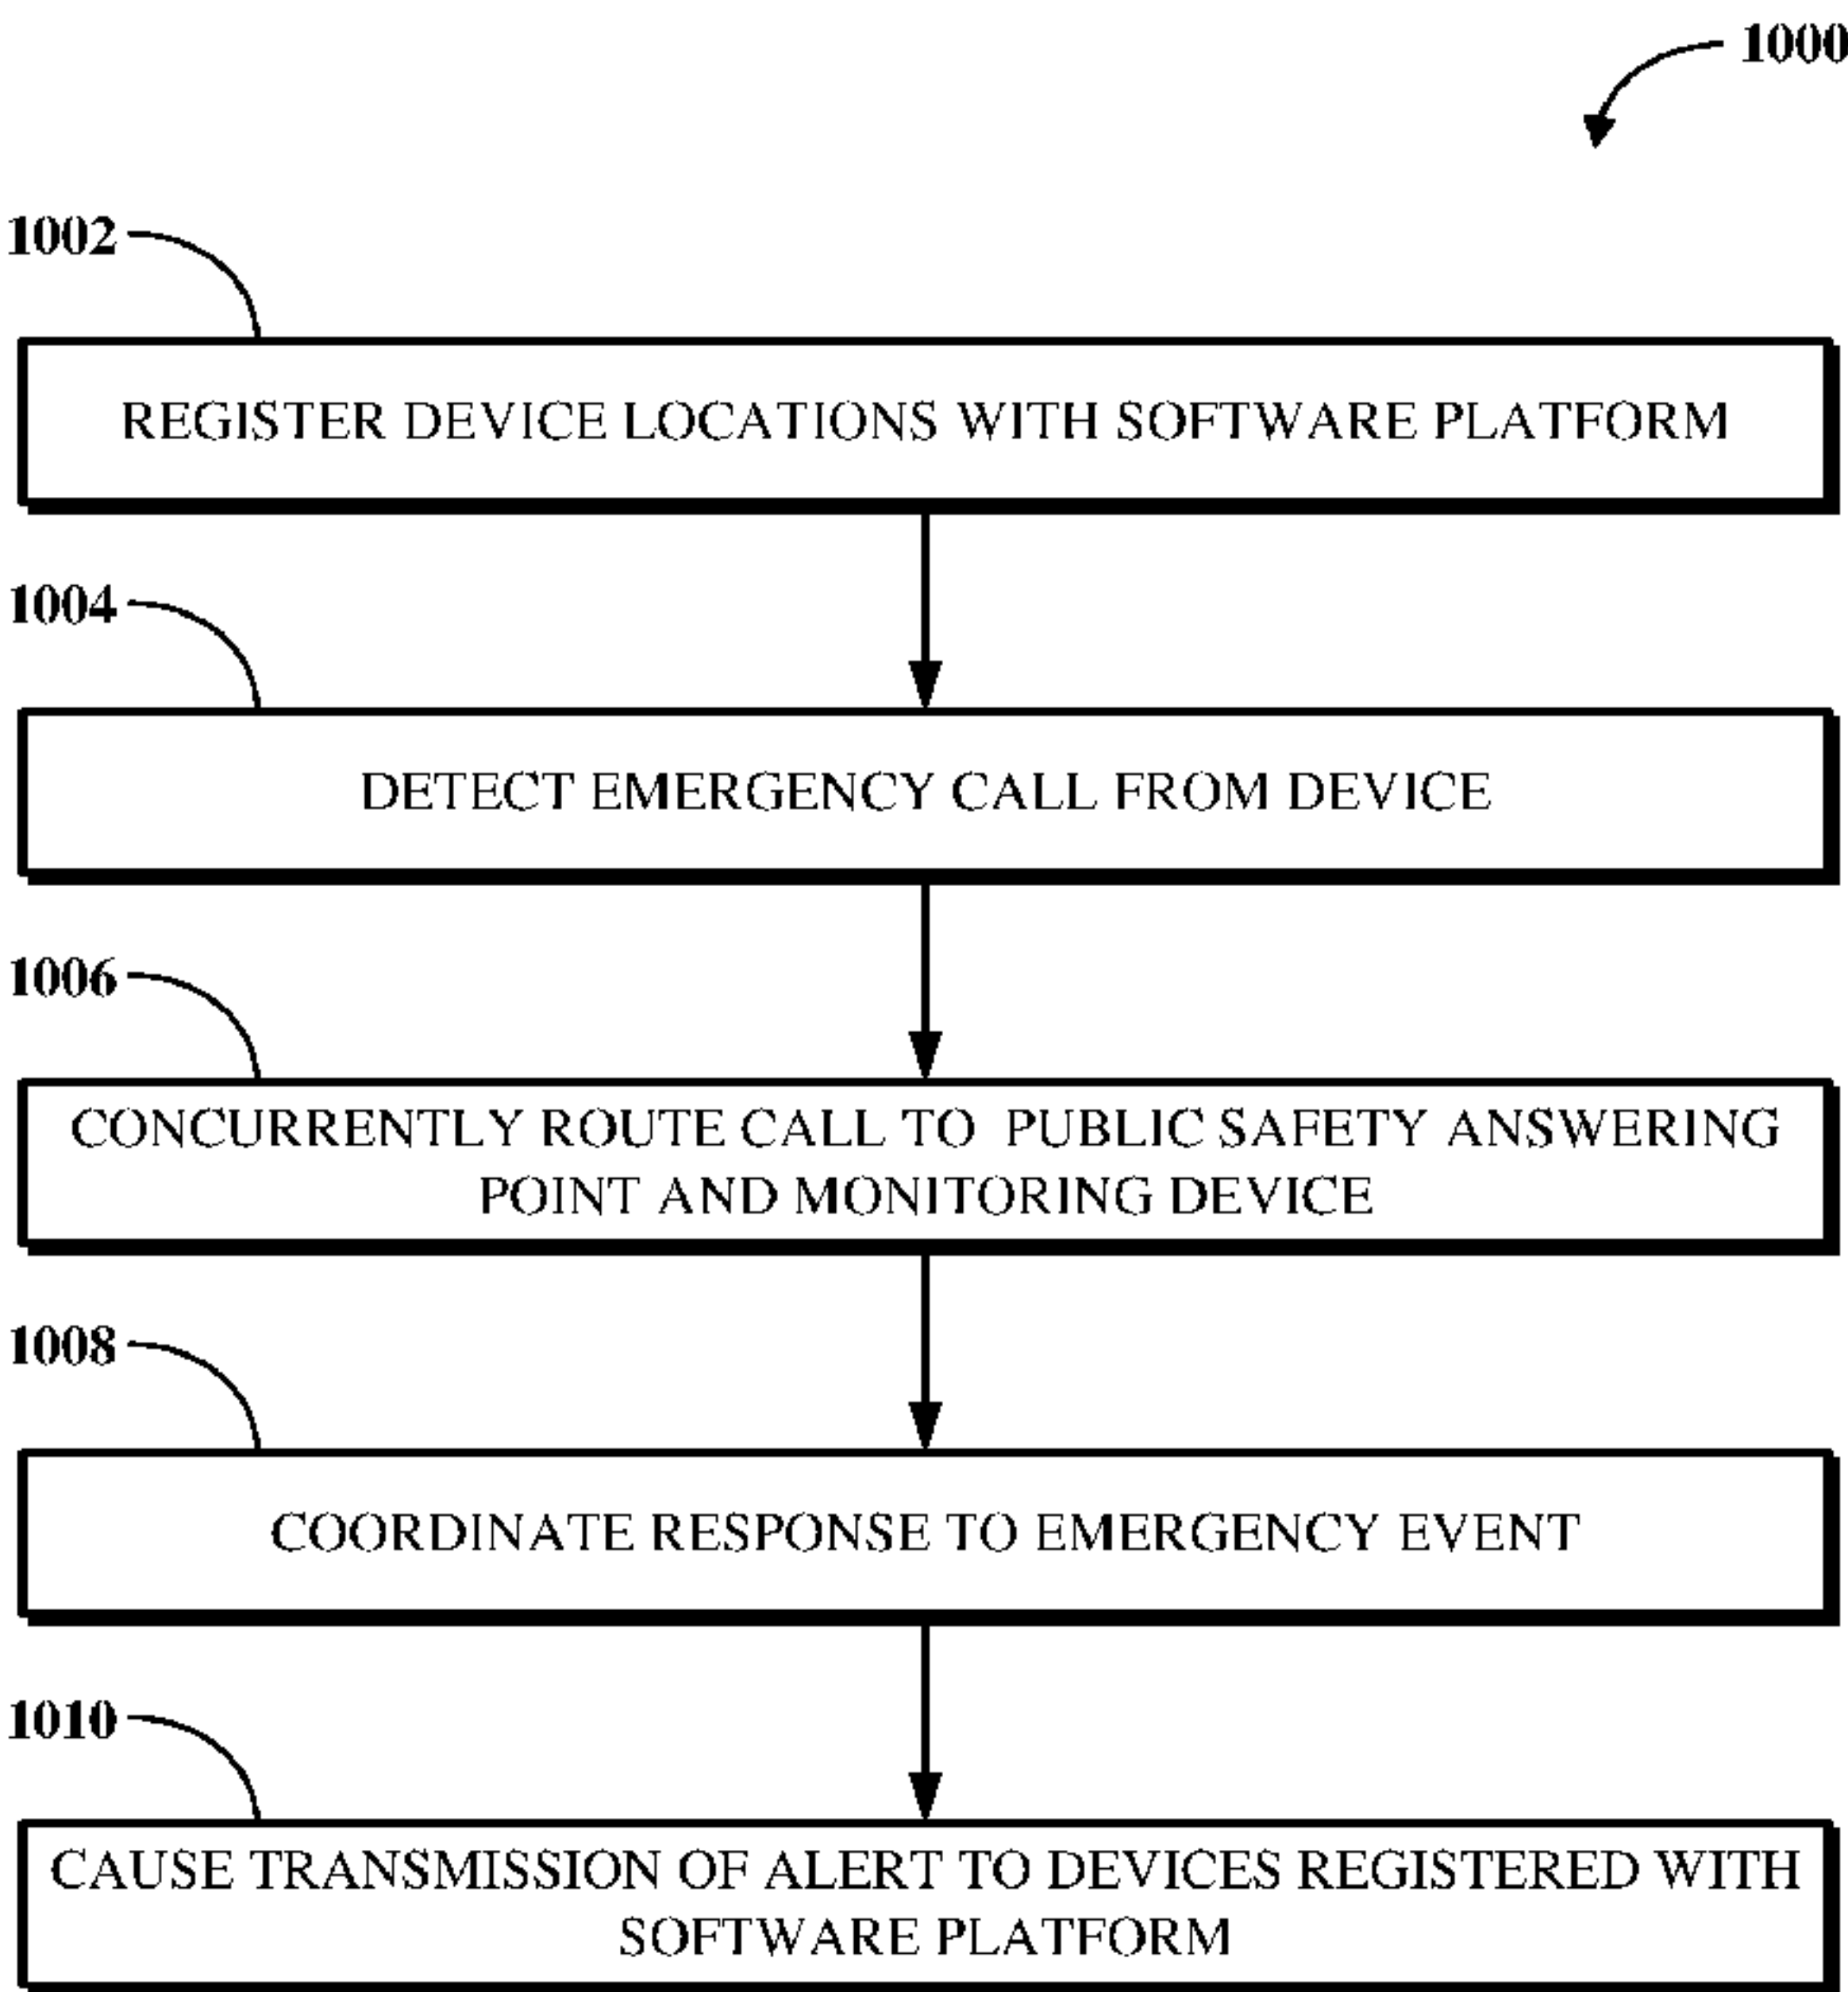 1000
1002
REGISTER DEVICE LOCATIONS WITH SOFTWARE PLATFORM
1004
DETECT EMERGENCY CALL FROM DEVICE
1006
CONCURRENTLY ROUTE CALL TO PUBLIC SAFETY ANSWERING
POINT AND MONITORING DEVICE
1008
COORDINATE RESPONSE TO EMERGENCY EVENT
1010
CAUSE TRANSMISSION OF ALERT TO DEVICES REGISTERED WITH
SOFTWARE PLATFORM